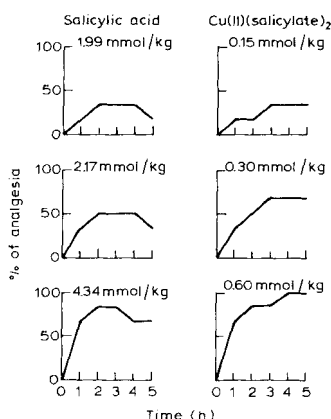 Salicylic acid
Cu(II)(salicylate)2
1.99 mmol/kg
0.15 mmol/kg
100
50
0
2.17 mmol/kg
0.30 mmol/kg
100
50
0
4.34 mmol/kg
0.60 mmol/kg
100
50
0
0 1 2 3 4 5
0 1 2 3 4 5
% of analgesia
Time (h)